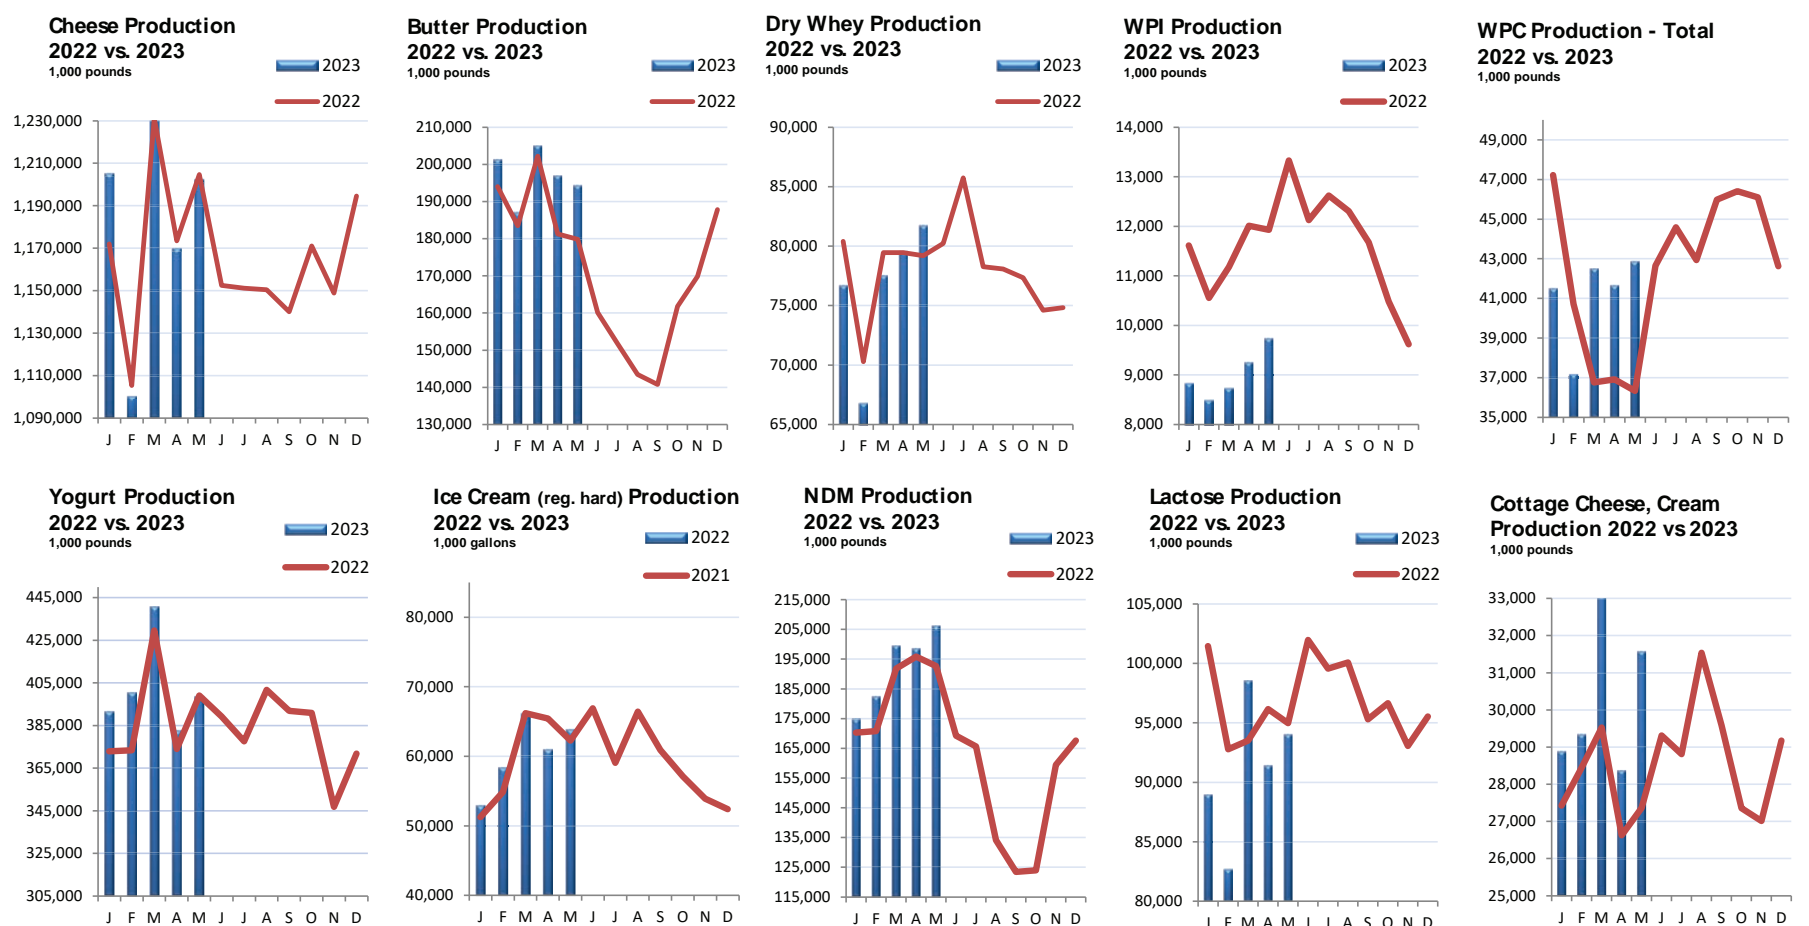 Cheese Production
2022 vs. 2023
1,000 pounds
2023
2022
1,230,000
1,210,000
1,190,000
1,170,000
1,150,000
1,130,000
1,110,000
1,090,000
J F M A M J J A S O N D
Butter Production
2022 vs. 2023
1,000 pounds
2023
2022
210,000
200,000
190,000
180,000
170,000
160,000
150,000
140,000
130,000
J F M A M J J A S O N D
Dry Whey Production
2022 vs. 2023
1,000 pounds
2023
2022
90,000
85,000
80,000
75,000
70,000
65,000
J F M A M J J A S O N D
WPI Production
2022 vs. 2023
1,000 pounds
2023
2022
14,000
13,000
12,000
11,000
10,000
9,000
8,000
J F M A M J J A S O N D
WPC Production - Total
2022 vs. 2023
1,000 pounds
49,000
47,000
45,000
43,000
41,000
39,000
37,000
35,000
J F M A M J J A S O N D
Yogurt Production
2022 vs. 2023
1,000 pounds
2023
2022
445,000
425,000
405,000
385,000
365,000
345,000
325,000
305,000
J F M A M J J A S O N D
Ice Cream (reg. hard) Production
2022 vs. 2023
1,000 gallons
2022
2021
80,000
70,000
60,000
50,000
40,000
J F M A M J J A S O N D
NDM Production
2022 vs. 2023
1,000 pounds
2023
2022
215,000
205,000
195,000
185,000
175,000
165,000
155,000
145,000
135,000
125,000
115,000
J F M A M J J A S O N D
Lactose Production
2022 vs. 2023
1,000 pounds
2023
2022
105,000
100,000
95,000
90,000
85,000
80,000
J F M A M J J A S O N D
Cottage Cheese, Cream
Production 2022 vs 2023
1,000 pounds
33,000
32,000
31,000
30,000
29,000
28,000
27,000
26,000
25,000
J F M A M J J A S O N D